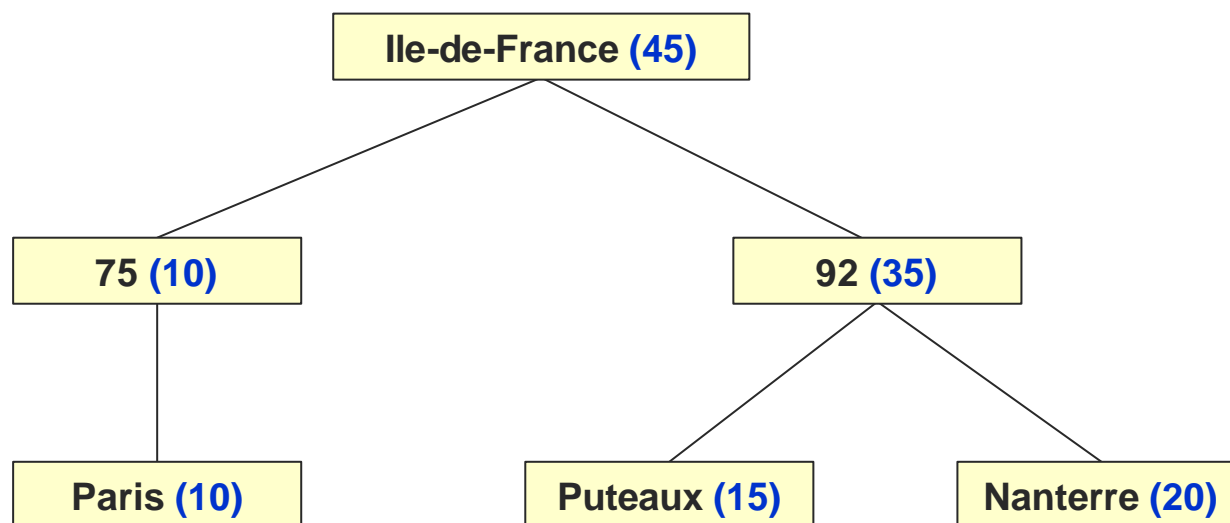 Ile-de-France (45)
75 (10)
92 (35)
Paris (10)
Puteaux (15)
Nanterre (20)